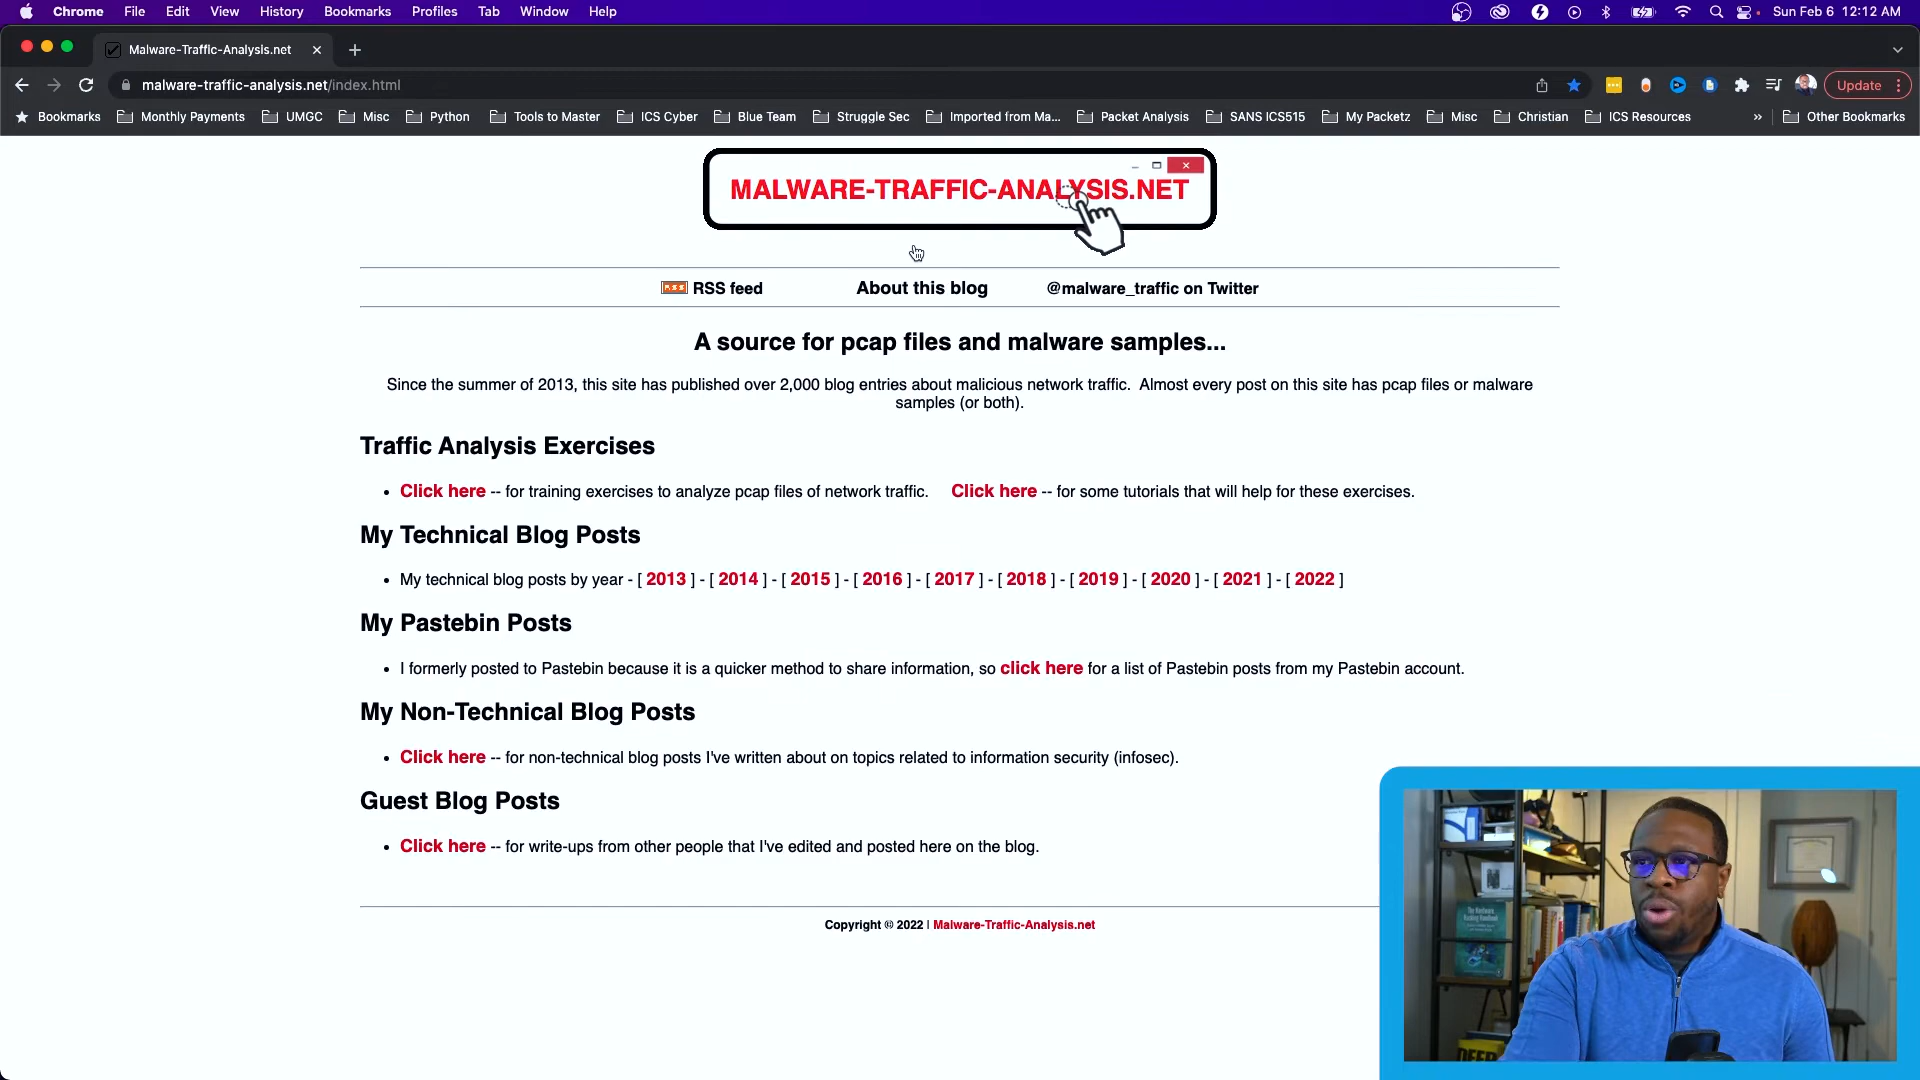 Chrome File Edit View History Bookmarks Profiles Tab Window Help Sun Feb 6 12:12 AM
Malware-Traffic-Analysis.net
malware-traffic-analysis.net/index.html Update
Bookmarks Monthly Payments UMGC Misc Python Tools to Master ICS Cyber Blue Team Struggle Sec Imported from Ma... Packet Analysis SANS ICS515 My Packetz Misc Christian ICS Resources » Other Bookmarks
MALWARE-TRAFFIC-ANALYSIS.NET
RSS RSS feed About this blog @malware_traffic on Twitter
A source for pcap files and malware samples...
Since the summer of 2013, this site has published over 2,000 blog entries about malicious network traffic. Almost every post on this site has pcap files or malware
samples (or both).
Traffic Analysis Exercises
• Click here -- for training exercises to analyze pcap files of network traffic. Click here -- for some tutorials that will help for these exercises.
My Technical Blog Posts
• My technical blog posts by year - [ 2013 ] - [ 2014 ] - [ 2015 ] - [ 2016 ] - [ 2017 ] - [ 2018 ] - [ 2019 ] - [ 2020 ] - [ 2021 ] - [ 2022 ]
My Pastebin Posts
• I formerly posted to Pastebin because it is a quicker method to share information, so click here for a list of Pastebin posts from my Pastebin account.
My Non-Technical Blog Posts
• Click here -- for non-technical blog posts I've written about on topics related to information security (infosec).
Guest Blog Posts
• Click here -- for write-ups from other people that I've edited and posted here on the blog.
Copyright © 2022 | Malware-Traffic-Analysis.net
The Hardware
Hacking Handbook
DEEP